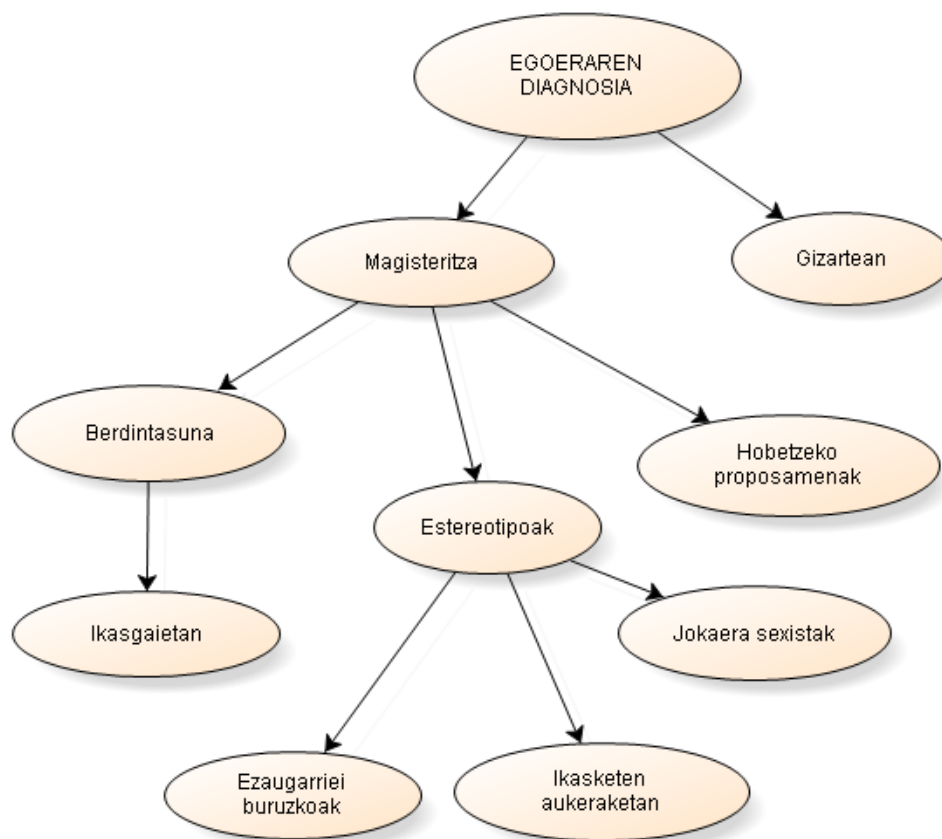 EGOERAREN
DIAGNOSIA
Magisteritza
Gizartean
Berdintasuna
Hobetzeko
proposamenak
Estereotipoak
Ikasgaietan
Jokaera sexistak
Ezaugarriei
buruzkoak
Ikasketen
aukeraketan